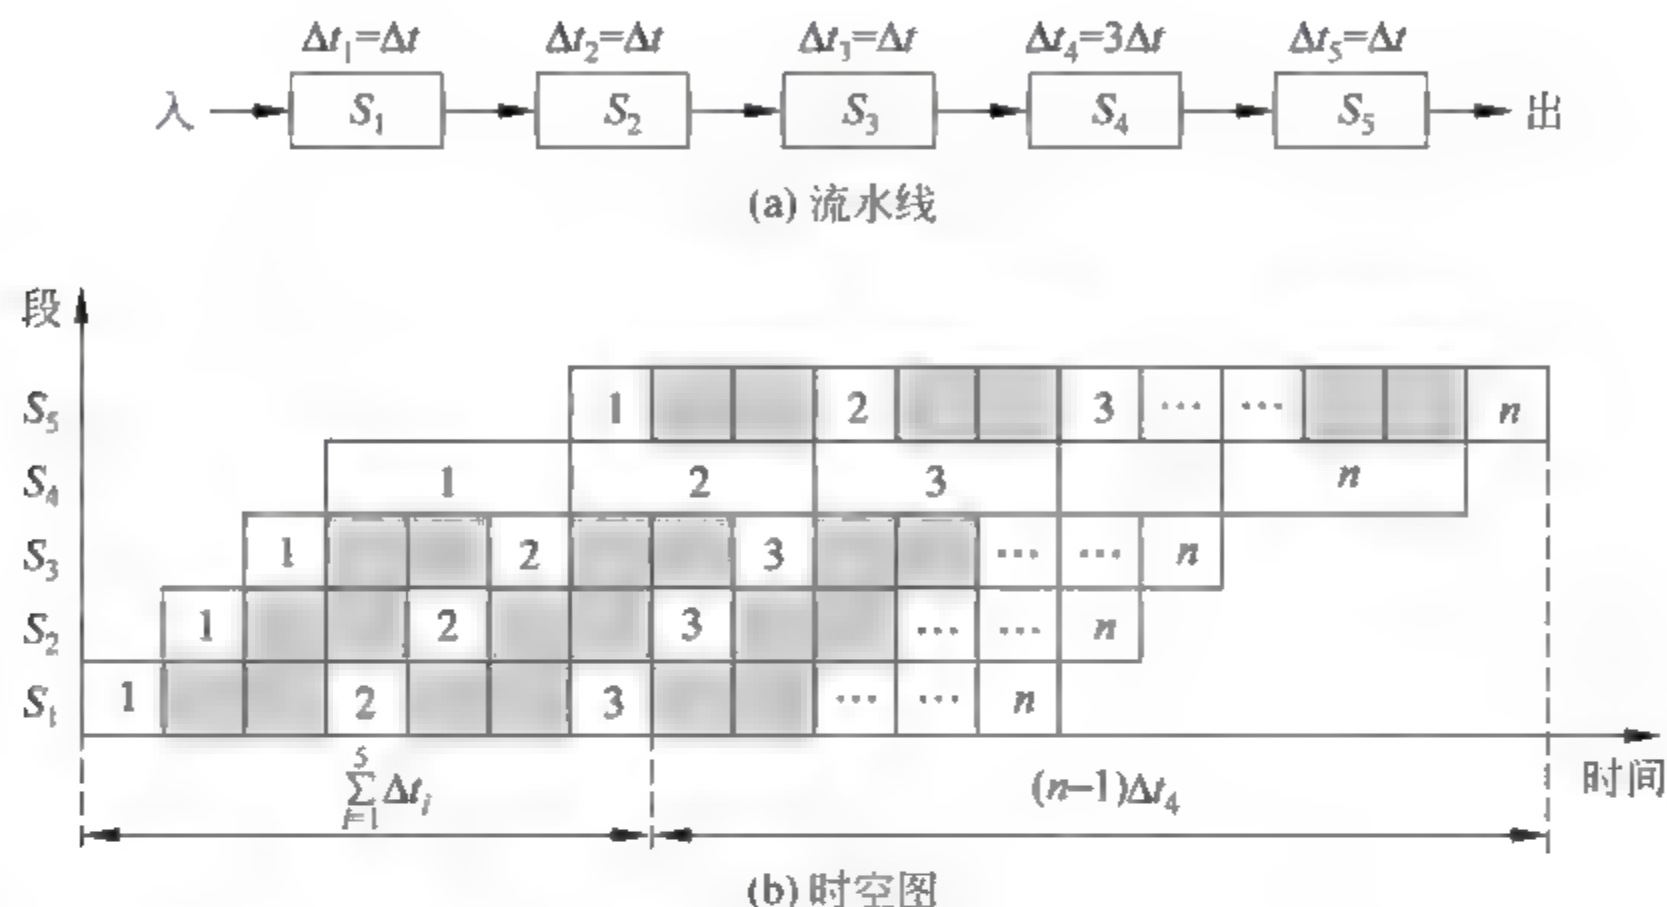 Δt₁=Δt Δt₂=Δt Δt₃=Δt Δt₄=3Δt Δt₅=Δt
入 S₁ S₂ S₃ S₄ S₅ 出
(a) 流水线
段
S₅ 1 2 3 … … n
S₄ 1 2 3 n
S₃ 1 2 3 … … n
S₂ 1 2 3 … … n
S₁ 1 2 3 … … n
时间
5
∑ Δtᵢ (n−1)Δt₄
i=1
(b) 时空图